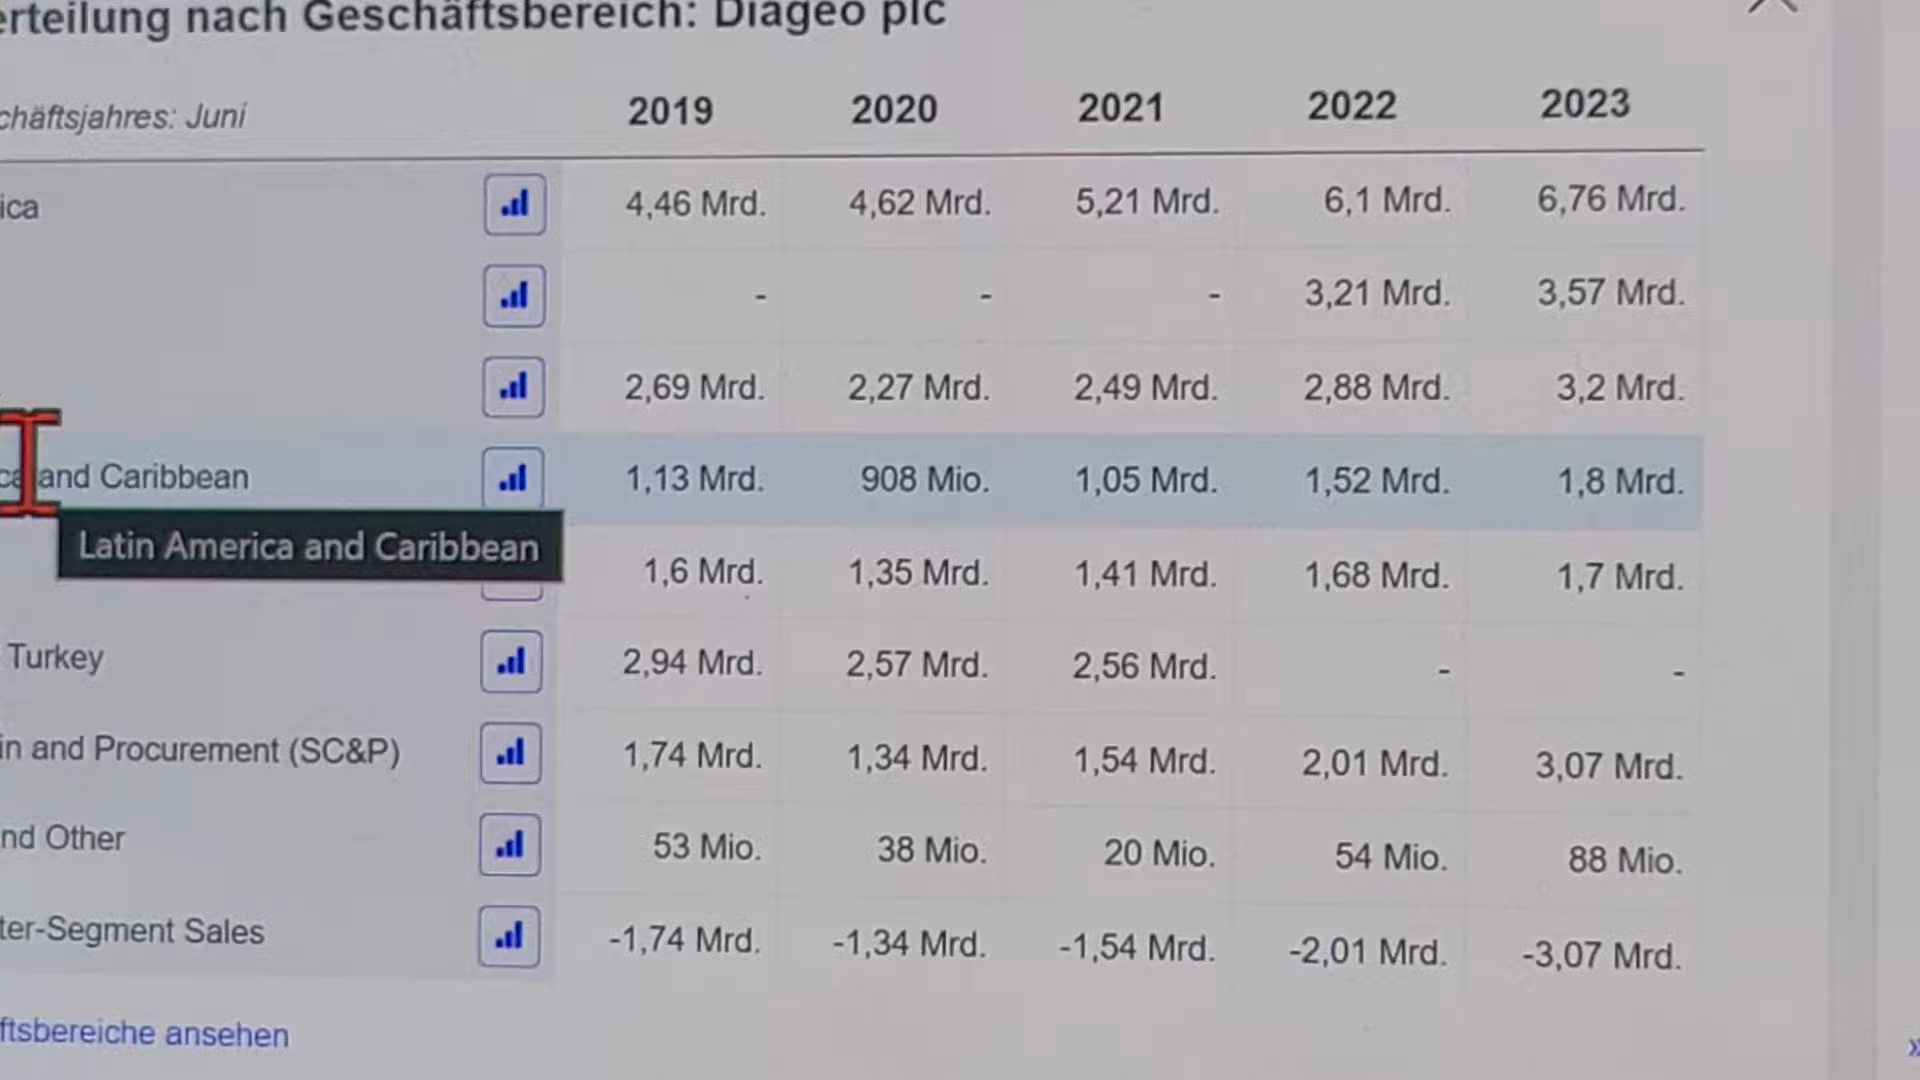 erteilung nach Geschäftsbereich: Diageo plc
chäftsjahres: Juni 2019 2020 2021 2022 2023
ica 4,46 Mrd. 4,62 Mrd. 5,21 Mrd. 6,1 Mrd. 6,76 Mrd.
- - - 3,21 Mrd. 3,57 Mrd.
2,69 Mrd. 2,27 Mrd. 2,49 Mrd. 2,88 Mrd. 3,2 Mrd.
ca and Caribbean 1,13 Mrd. 908 Mio. 1,05 Mrd. 1,52 Mrd. 1,8 Mrd.
Latin America and Caribbean
1,6 Mrd. 1,35 Mrd. 1,41 Mrd. 1,68 Mrd. 1,7 Mrd.
Turkey 2,94 Mrd. 2,57 Mrd. 2,56 Mrd. - -
in and Procurement (SC&P) 1,74 Mrd. 1,34 Mrd. 1,54 Mrd. 2,01 Mrd. 3,07 Mrd.
nd Other 53 Mio. 38 Mio. 20 Mio. 54 Mio. 88 Mio.
ter-Segment Sales -1,74 Mrd. -1,34 Mrd. -1,54 Mrd. -2,01 Mrd. -3,07 Mrd.
ftsbereiche ansehen »